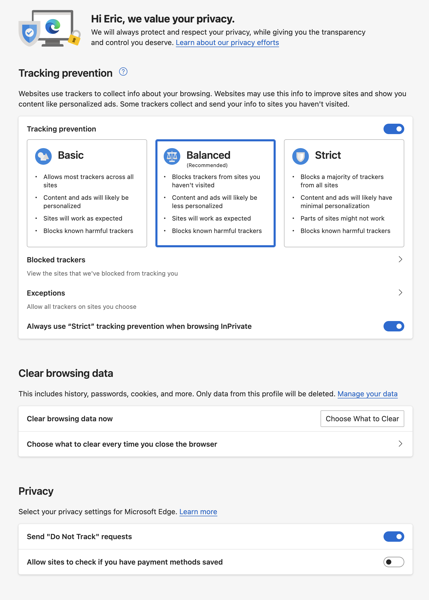 Hi Eric, we value your privacy.
We will always protect and respect your privacy, while giving you the transparency
and control you deserve. Learn about our privacy efforts
Tracking prevention ?
Websites use trackers to collect info about your browsing. Websites may use this info to improve sites and show you
content like personalized ads. Some trackers collect and send your info to sites you haven't visited.
Tracking prevention
Basic
• Allows most trackers across all
sites
• Content and ads will likely be
personalized
• Sites will work as expected
• Blocks known harmful trackers
Balanced
(Recommended)
• Blocks trackers from sites you
haven't visited
• Content and ads will likely be
less personalized
• Sites will work as expected
• Blocks known harmful trackers
Strict
• Blocks a majority of trackers
from all sites
• Content and ads will likely have
minimal personalization
• Parts of sites might not work
• Blocks known harmful trackers
Blocked trackers
View the sites that we've blocked from tracking you
Exceptions
Allow all trackers on sites you choose
Always use “Strict” tracking prevention when browsing InPrivate
Clear browsing data
This includes history, passwords, cookies, and more. Only data from this profile will be deleted. Manage your data
Clear browsing data now
Choose What to Clear
Choose what to clear every time you close the browser
Privacy
Select your privacy settings for Microsoft Edge. Learn more
Send "Do Not Track" requests
Allow sites to check if you have payment methods saved